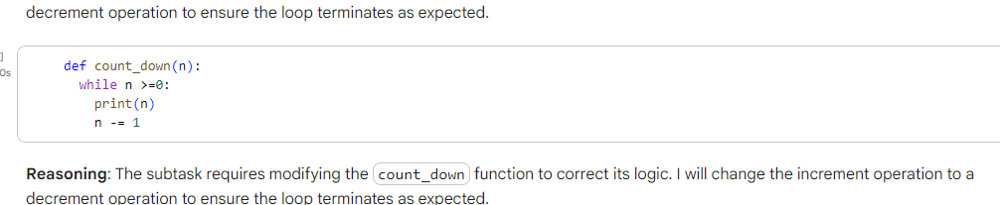 decrement operation to ensure the loop terminates as expected.
]
0s
def count_down(n):
while n >=0:
print(n)
n -= 1
Reasoning: The subtask requires modifying the count_down function to correct its logic. I will change the increment operation to a
decrement operation to ensure the loop terminates as expected.